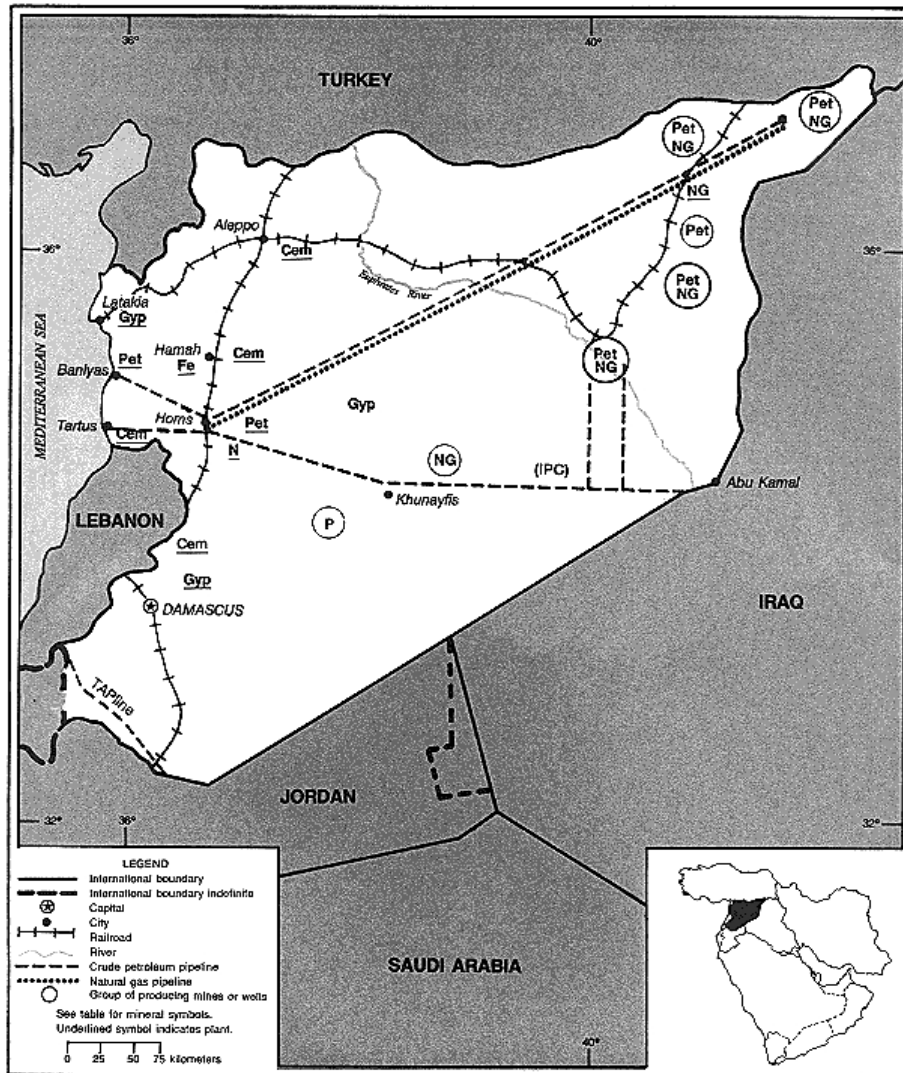 36°
40°
TURKEY
Pet
NG
Pet
NG
NG
Aleppo
36°
Cem
Pet
36°
Euphrates River
Pet
NG
Latakia
Gyp
MEDITERRANEAN SEA
Hamah
Cem
Pet
Fe
Pet
NG
Banlyas
Gyp
Tartus
Homs
Pet
Cem
N
NG
(IPC)
Abu Kamal
Khunayfis
LEBANON
P
Cem
Gyp
IRAQ
DAMASCUS
TAPline
JORDAN
32°
36°
32°
LEGEND
International boundary
International boundary indefinite
Capital
City
Railroad
River
Crude petroleum pipeline
Natural gas pipeline
Group of producing mines or wells
See table for mineral symbols.
Underlined symbol indicates plant.
0 25 50 75 kilometers
SAUDI ARABIA
40°